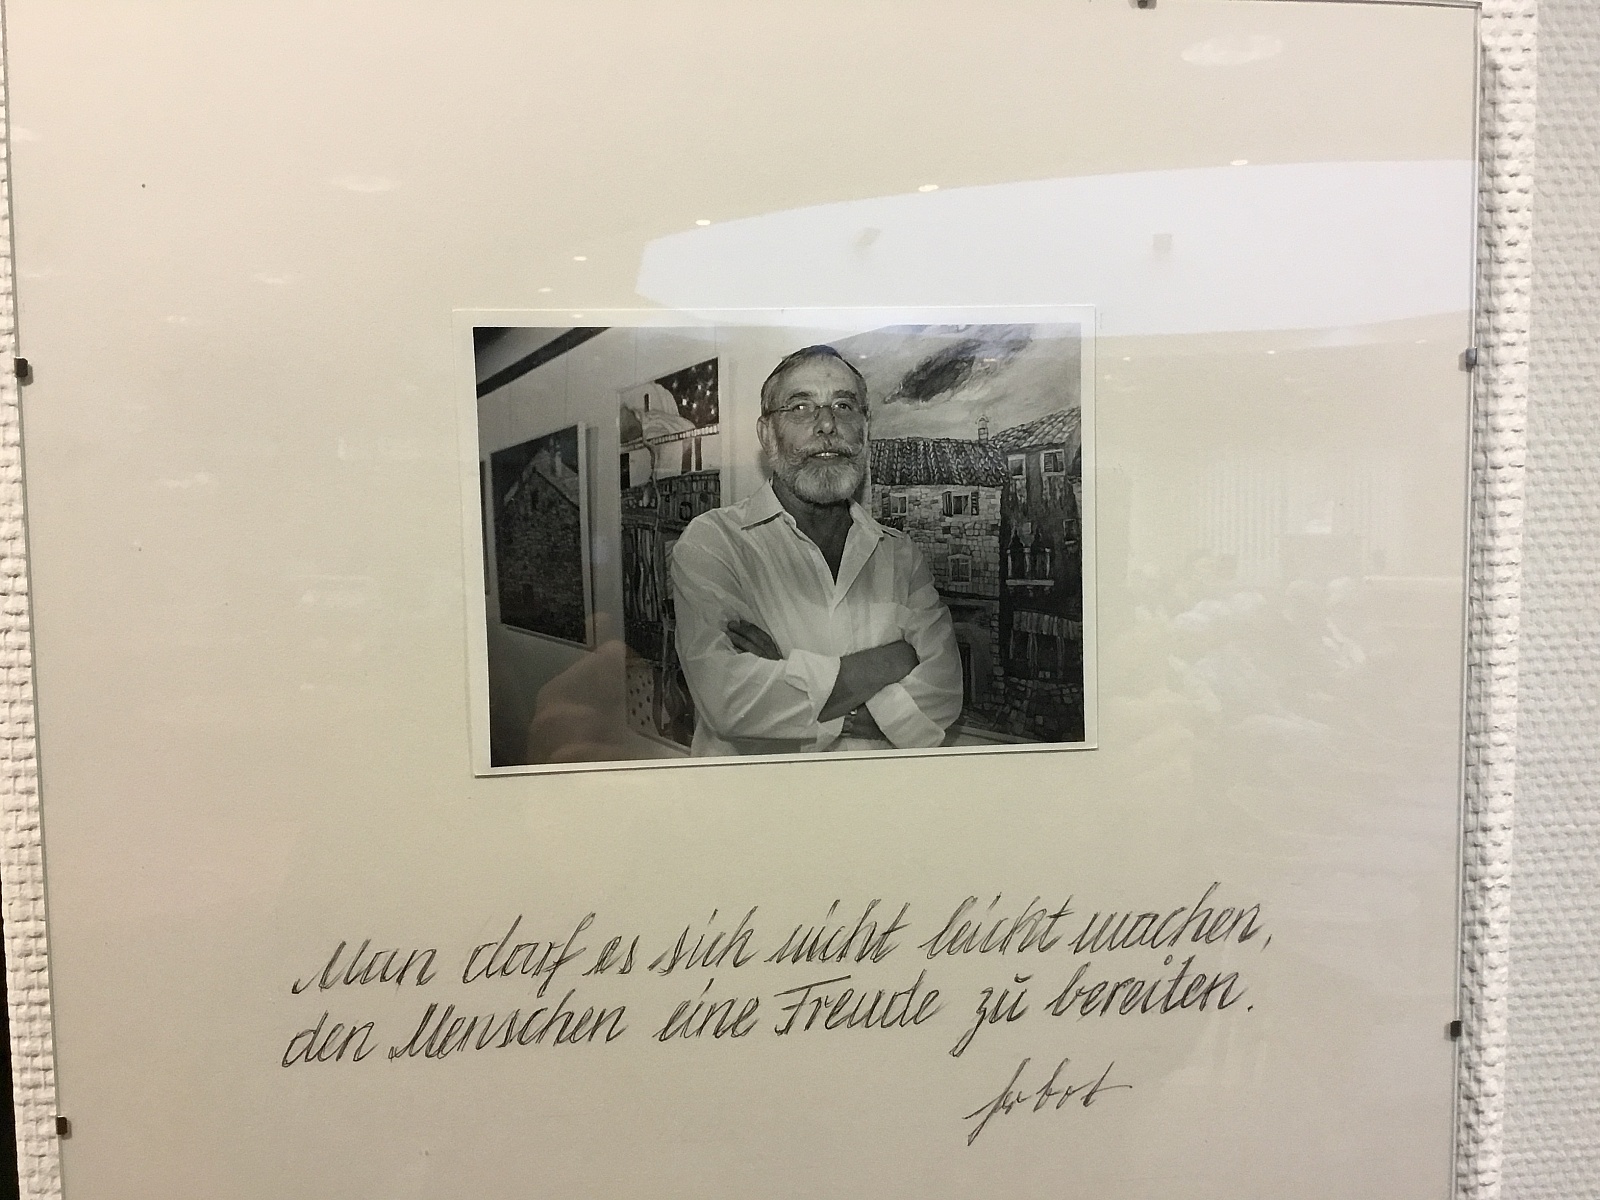 Man darf es sich nicht leicht machen,
den Menschen eine Freude zu bereiten.